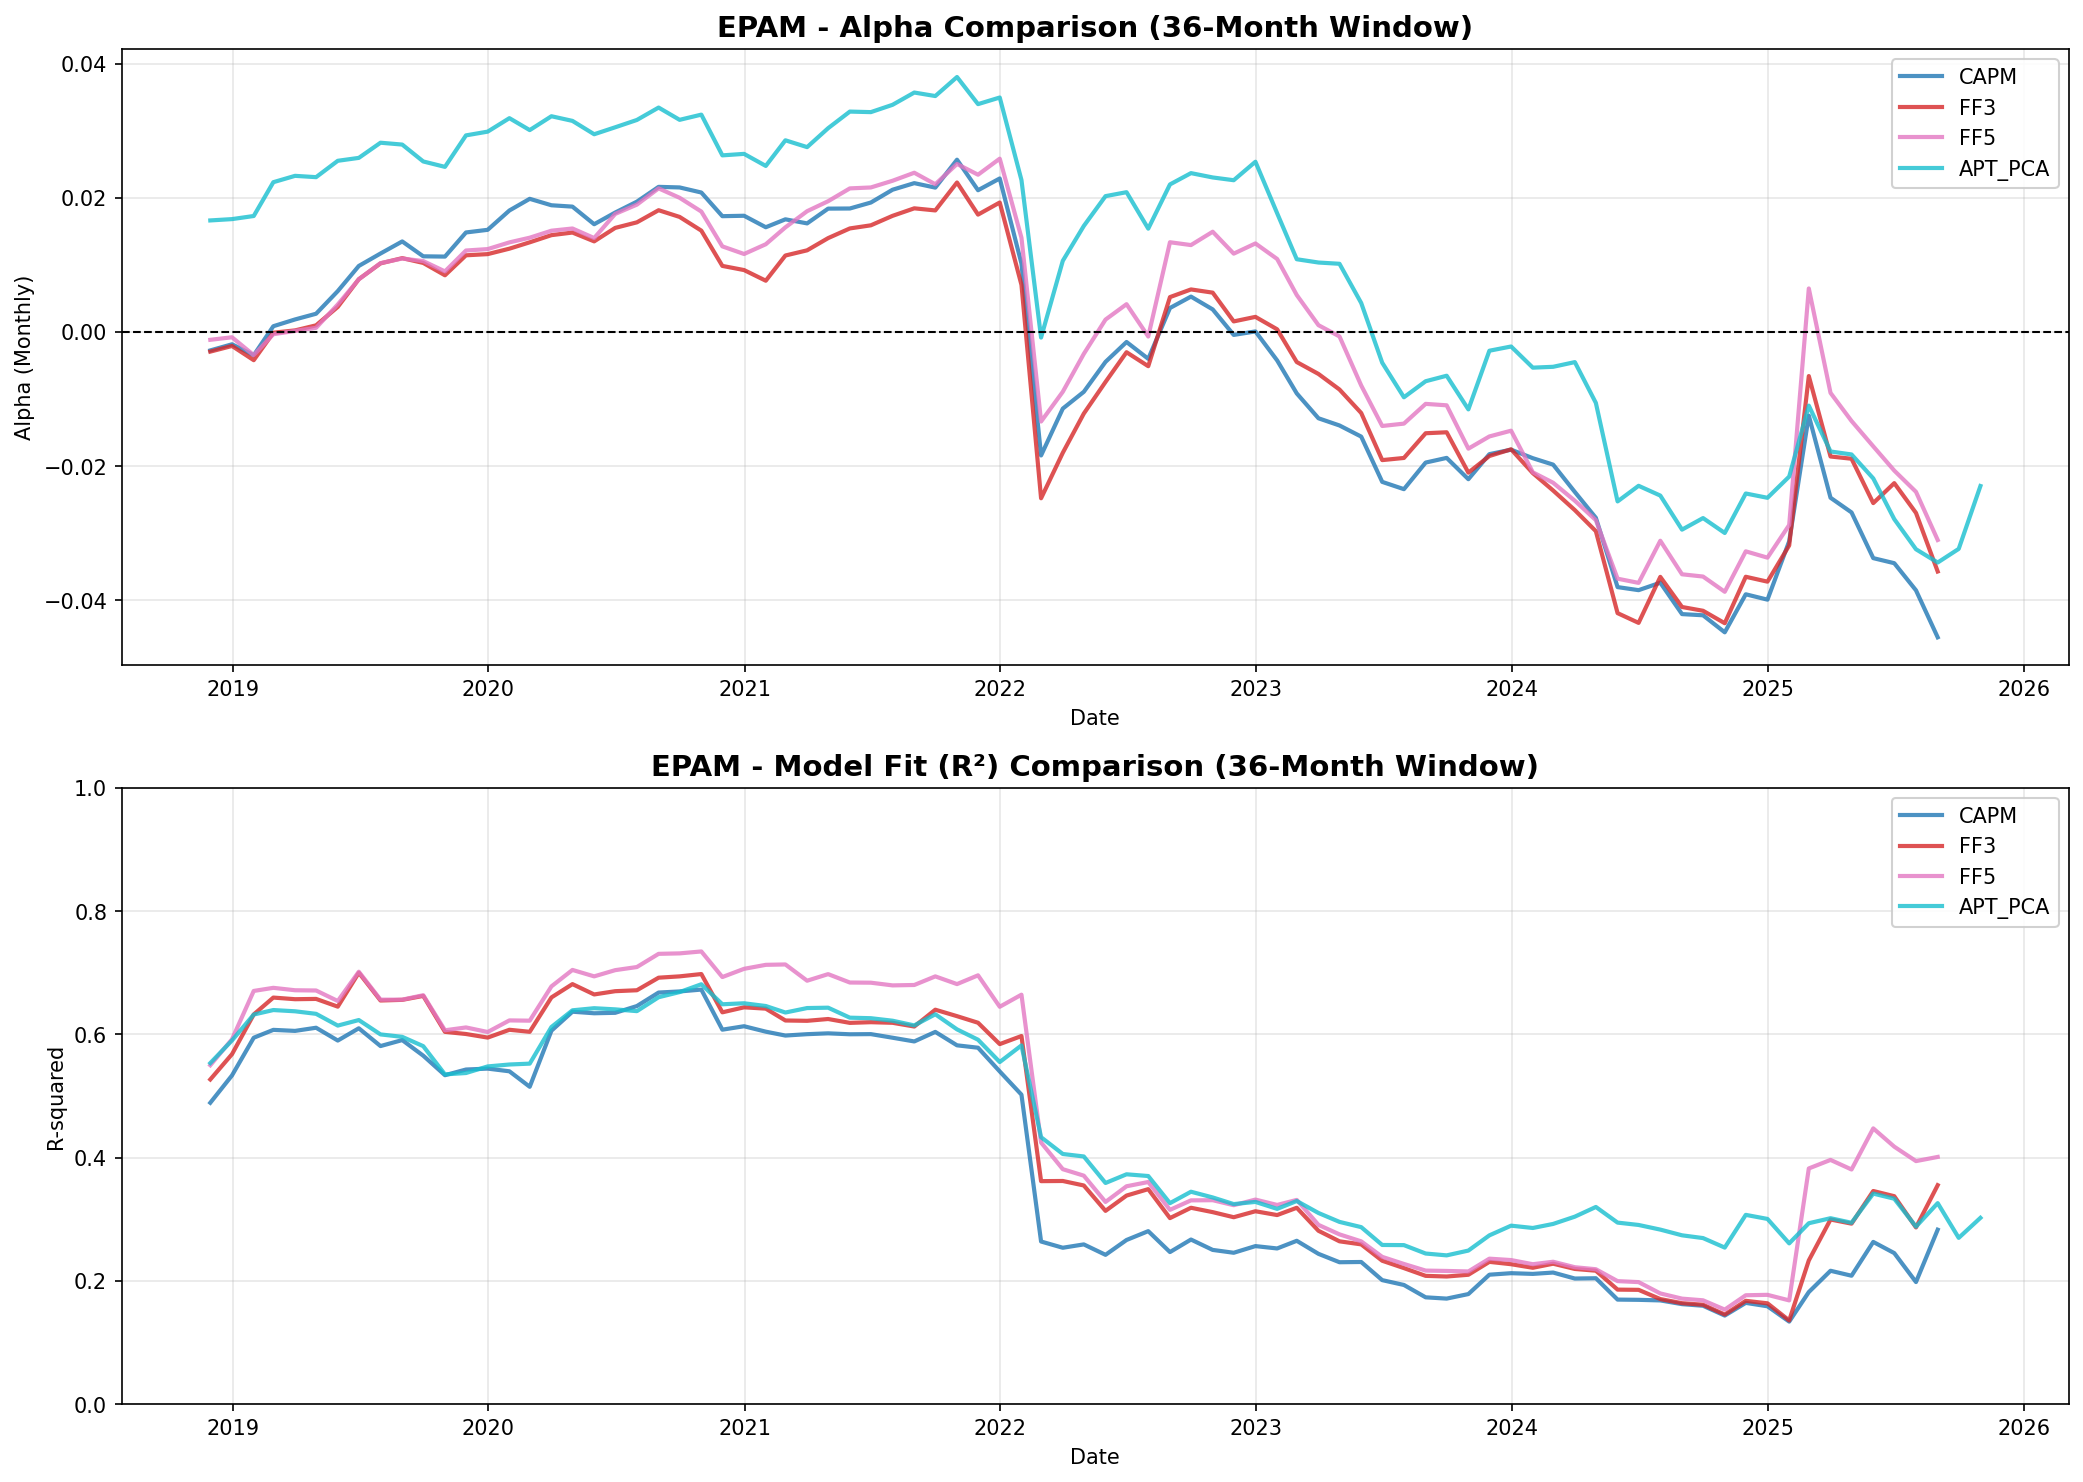 EPAM - Alpha Comparison (36-Month Window)
Alpha (Monthly)
0.04
0.02
0.00
−0.02
−0.04
CAPM
FF3
FF5
APT_PCA
2019 2020 2021 2022 2023 2024 2025 2026
Date
EPAM - Model Fit (R²) Comparison (36-Month Window)
R-squared
1.0
0.8
0.6
0.4
0.2
0.0
CAPM
FF3
FF5
APT_PCA
2019 2020 2021 2022 2023 2024 2025 2026
Date